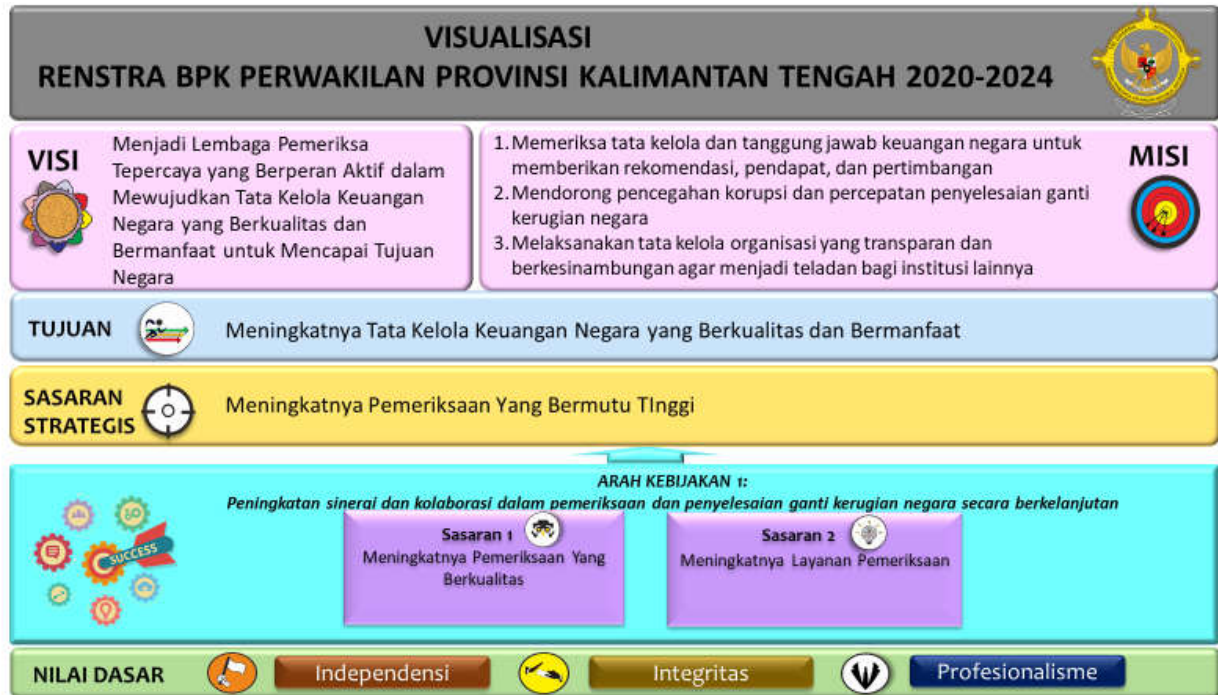 VISUALISASI
RENSTRA BPK PERWAKILAN PROVINSI KALIMANTAN TENGAH 2020-2024
VISI
Menjadi Lembaga Pemeriksa
Tepercaya yang Berperan Aktif dalam
Mewujudkan Tata Kelola Keuangan
Negara yang Berkualitas dan
Bermanfaat untuk Mencapai Tujuan
Negara
1. Memeriksa tata kelola dan tanggung jawab keuangan negara untuk
memberikan rekomendasi, pendapat, dan pertimbangan
2. Mendorong pencegahan korupsi dan percepatan penyelesaian ganti
kerugian negara
3. Melaksanakan tata kelola organisasi yang transparan dan
berkesinambungan agar menjadi teladan bagi institusi lainnya
MISI
TUJUAN
Meningkatnya Tata Kelola Keuangan Negara yang Berkualitas dan Bermanfaat
SASARAN
STRATEGIS
Meningkatnya Pemeriksaan Yang Bermutu TInggi
ARAH KEBIJAKAN 1:
Peningkatan sinergi dan kolaborasi dalam pemeriksaan dan penyelesaian ganti kerugian negara secara berkelanjutan
SUCCESS
Sasaran 1
Meningkatnya Pemeriksaan Yang
Berkualitas
Sasaran 2
Meningkatnya Layanan Pemeriksaan
NILAI DASAR
Independensi
Integritas
Profesionalisme